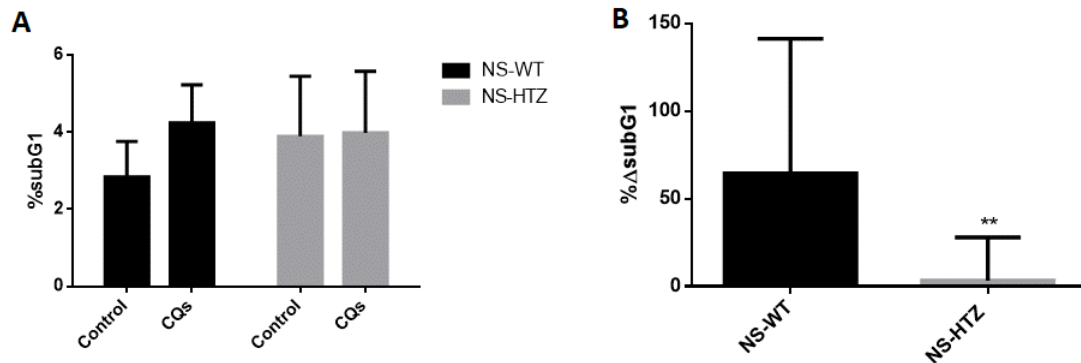 A
%subG1
6
4
2
0
Control
CQs
Control
CQs
NS-WT
NS-HTZ
B
%ΔsubG1
150
100
50
0
**
NS-WT
NS-HTZ